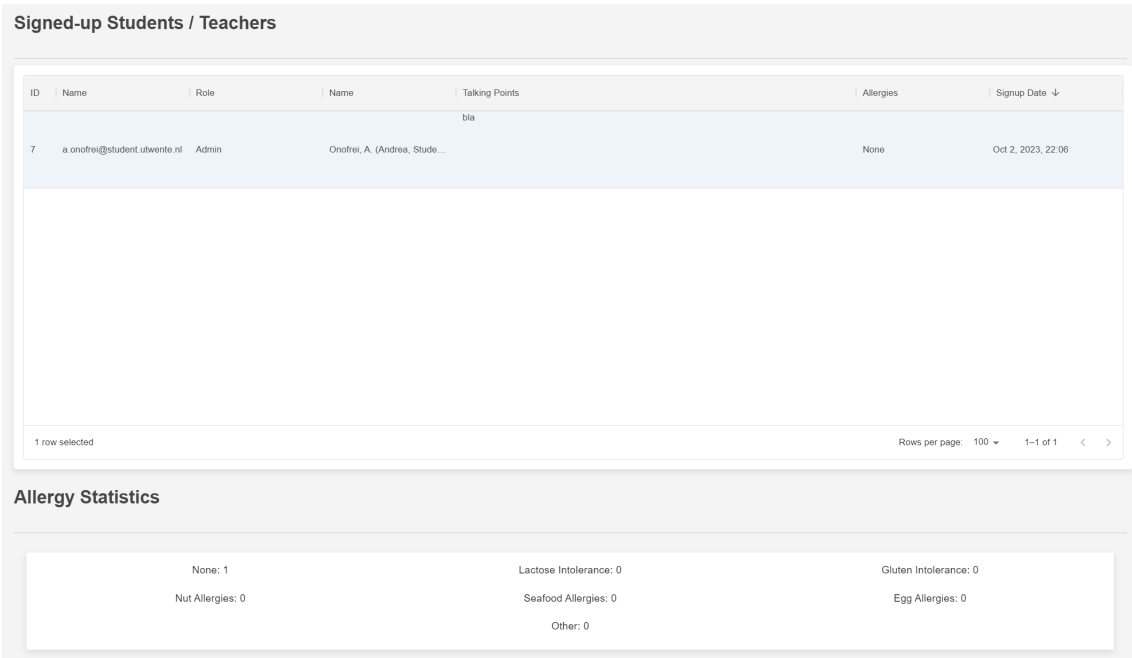 Signed-up Students / Teachers
ID Name Role Name Talking Points Allergies Signup Date ↓
bla
7 a.onofrei@student.utwente.nl Admin Onofrei, A. (Andrea, Stude... None Oct 2, 2023, 22:06
1 row selected Rows per page: 100 1–1 of 1
Allergy Statistics
None: 1 Lactose Intolerance: 0 Gluten Intolerance: 0
Nut Allergies: 0 Seafood Allergies: 0 Egg Allergies: 0
Other: 0